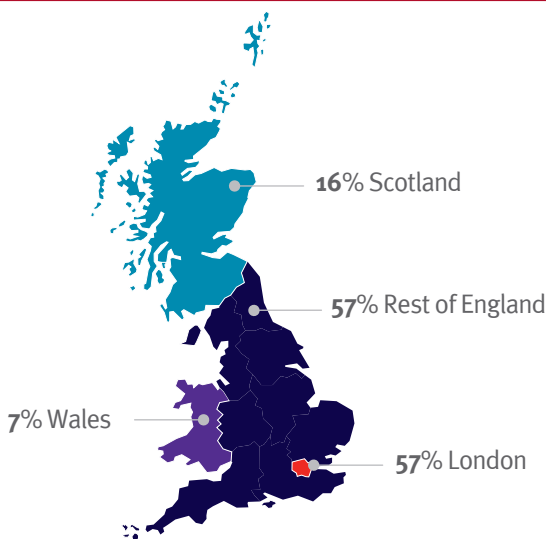 16% Scotland
57% Rest of England
7% Wales
57% London